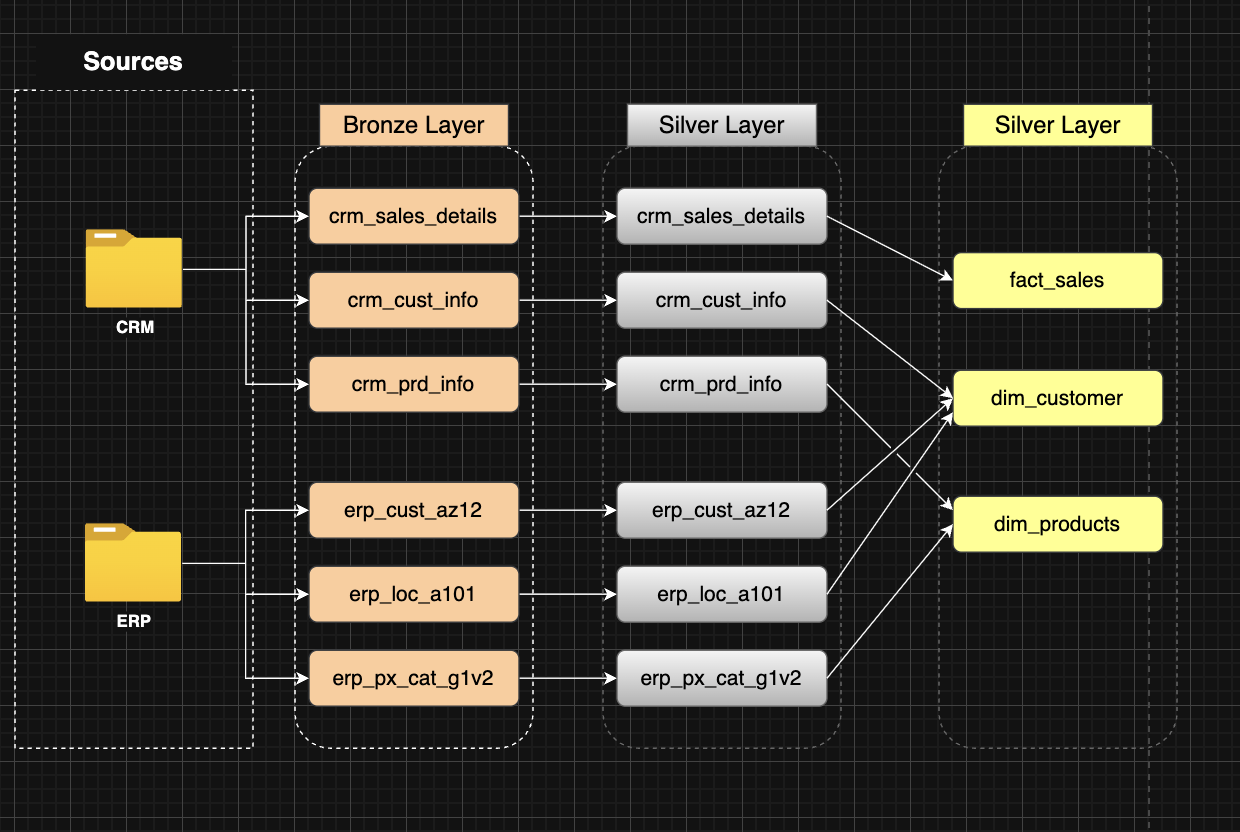 Sources
CRM
ERP
Bronze Layer
crm_sales_details
crm_cust_info
crm_prd_info
erp_cust_az12
erp_loc_a101
erp_px_cat_g1v2
Silver Layer
crm_sales_details
crm_cust_info
crm_prd_info
erp_cust_az12
erp_loc_a101
erp_px_cat_g1v2
Silver Layer
fact_sales
dim_customer
dim_products